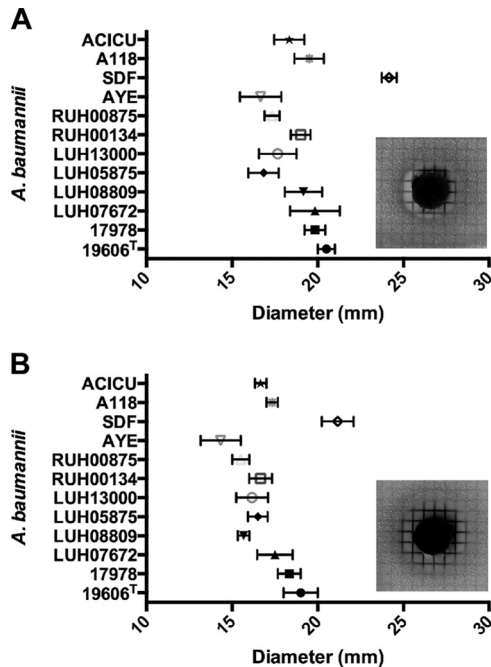 A
ACICU
A118
SDF
AYE
RUH00875
RUH00134
LUH13000
LUH05875
LUH08809
LUH07672
17978
19606ᵀ
A. baumannii
10 15 20 25 30
Diameter (mm)
B
ACICU
A118
SDF
AYE
RUH00875
RUH00134
LUH13000
LUH05875
LUH08809
LUH07672
17978
19606ᵀ
A. baumannii
10 15 20 25 30
Diameter (mm)